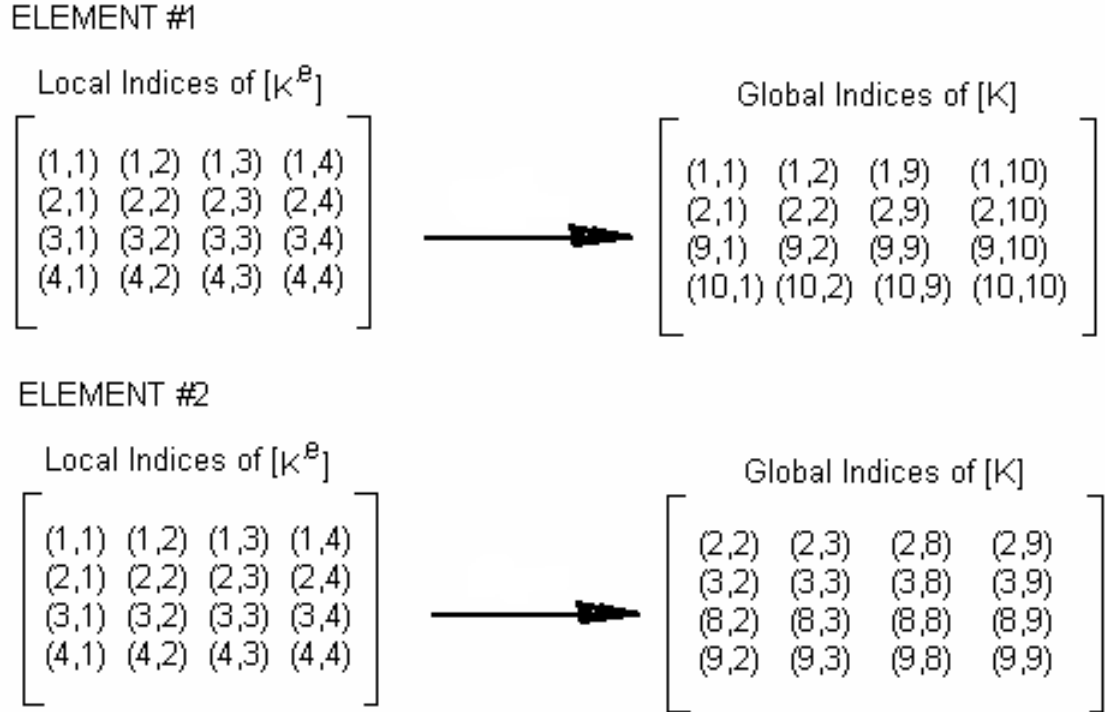 ELEMENT #1
Local Indices of [K^e]
Global Indices of [K]
(1,1) (1,2) (1,3) (1,4)
(2,1) (2,2) (2,3) (2,4)
(3,1) (3,2) (3,3) (3,4)
(4,1) (4,2) (4,3) (4,4)
(1,1) (1,2) (1,9) (1,10)
(2,1) (2,2) (2,9) (2,10)
(9,1) (9,2) (9,9) (9,10)
(10,1) (10,2) (10,9) (10,10)
ELEMENT #2
Local Indices of [K^e]
Global Indices of [K]
(1,1) (1,2) (1,3) (1,4)
(2,1) (2,2) (2,3) (2,4)
(3,1) (3,2) (3,3) (3,4)
(4,1) (4,2) (4,3) (4,4)
(2,2) (2,3) (2,8) (2,9)
(3,2) (3,3) (3,8) (3,9)
(8,2) (8,3) (8,8) (8,9)
(9,2) (9,3) (9,8) (9,9)